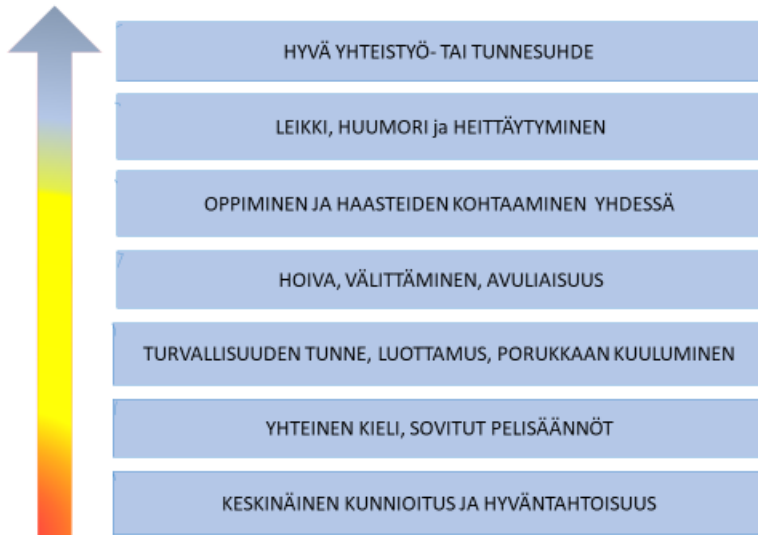 HYVÄ YHTEISTYÖ- TAI TUNNESUHDE
LEIKKI, HUUMORI ja HEITTÄYTYMINEN
OPPIMINEN JA HAASTEIDEN KOHTAAMINEN YHDESSÄ
HOIVA, VÄLITTÄMINEN, AVULIAISUUS
TURVALLISUUDEN TUNNE, LUOTTAMUS, PORUKKAAN KUULUMINEN
YHTEINEN KIELI, SOVITUT PELISÄÄNNÖT
KESKINÄINEN KUNNIOITUS JA HYVÄNTAHTOISUUS